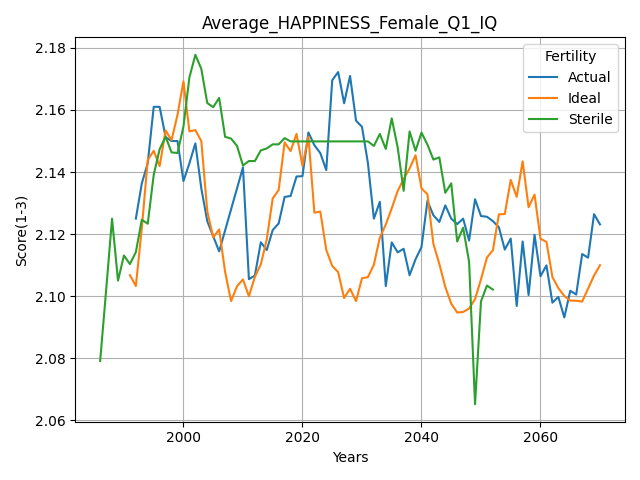 Average_HAPPINESS_Female_Q1_IQ
Fertility
Actual
Ideal
Sterile
Score(1-3)
2.18
2.16
2.14
2.12
2.10
2.08
2.06
2000
2020
2040
2060
Years